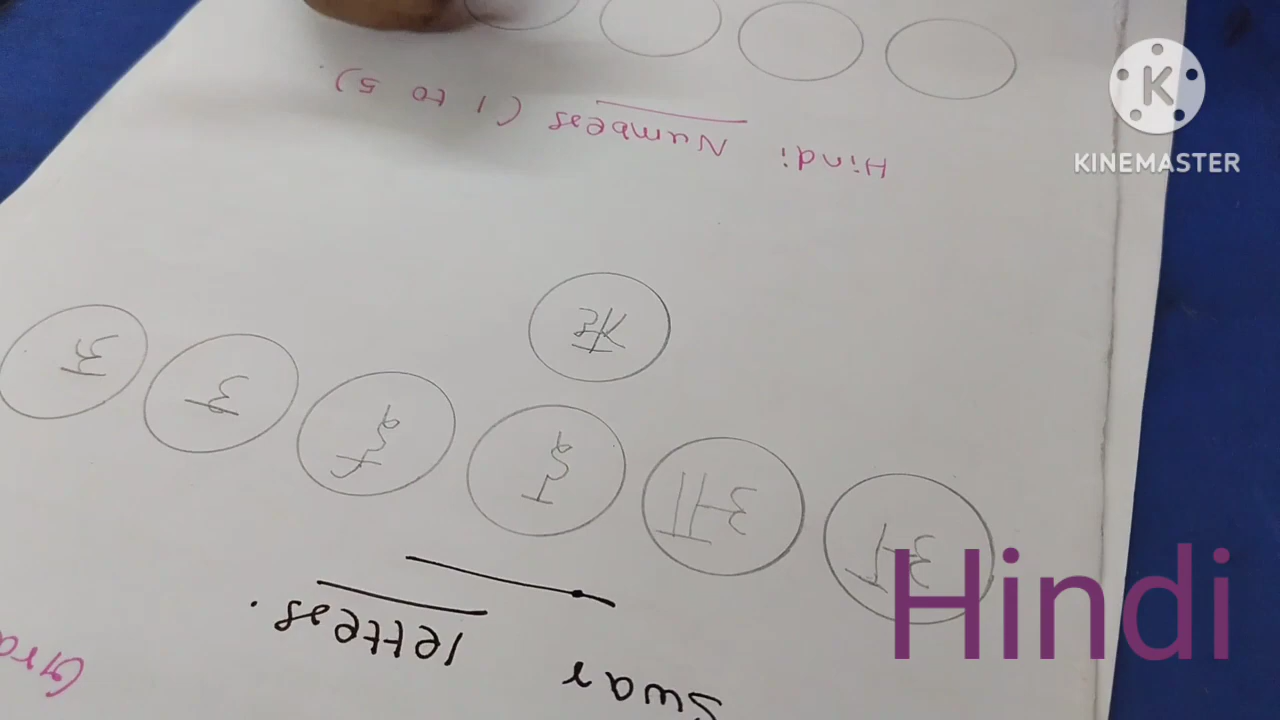 Swar
letters.
अ आ इ ई उ ऊ
ऋ
Hindi Numbers (1 to 5).
K
KINEMASTER
Hindi